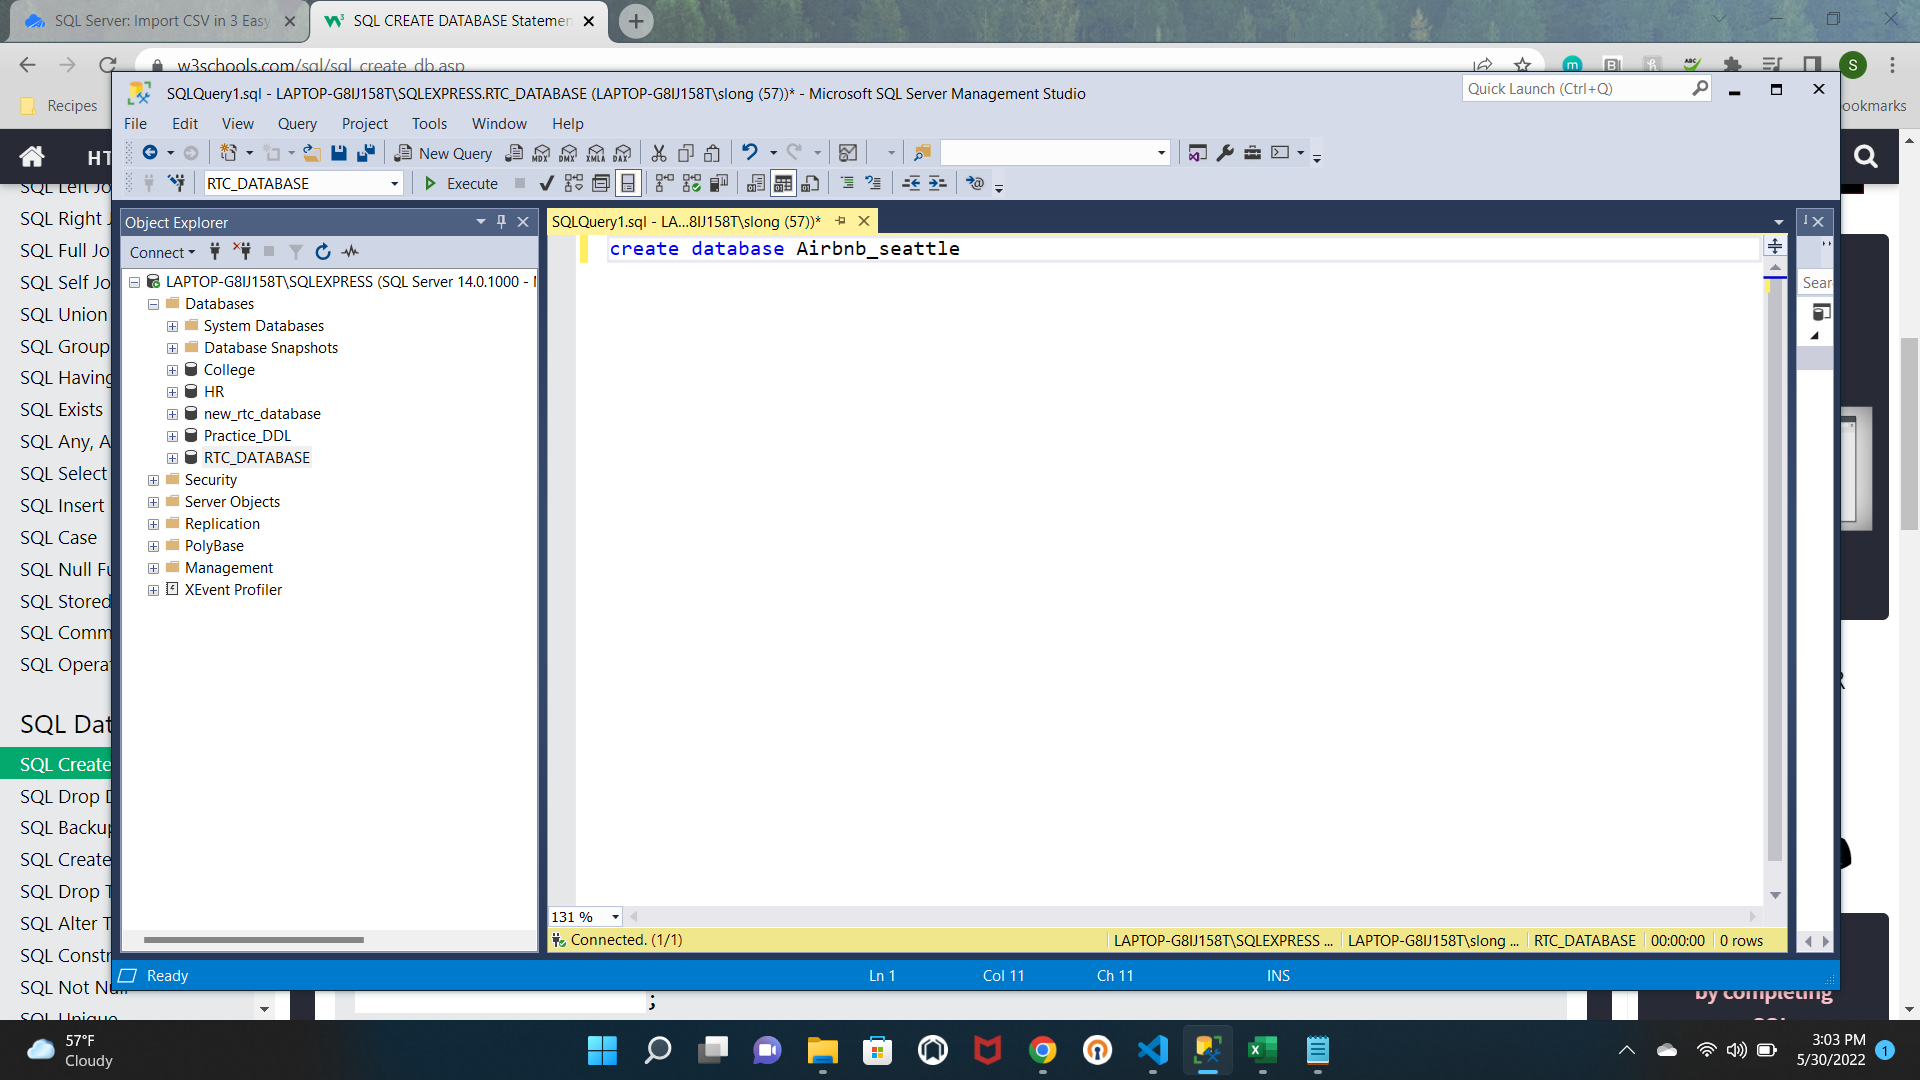 SQL Server: Import CSV in 3 Easy
SQL CREATE DATABASE Statemen
w3schools.com/sql/sql_create_db.asp
S
Recipes
ookmarks
SQLQuery1.sql - LAPTOP-G8IJ158T\SQLEXPRESS.RTC_DATABASE (LAPTOP-G8IJ158T\slong (57))* - Microsoft SQL Server Management Studio
Quick Launch (Ctrl+Q)
File Edit View Query Project Tools Window Help
New Query
MDX DMX XMLA DAX
RTC_DATABASE
Execute
HT
SQL Left Jo
SQL Right J
SQL Full Jo
SQL Self Jo
SQL Union
SQL Group
SQL Having
SQL Exists
SQL Any, A
SQL Select
SQL Insert
SQL Case
SQL Null Fu
SQL Stored
SQL Comm
SQL Operat
SQL Dat
SQL Create
SQL Drop D
SQL Backup
SQL Create
SQL Drop T
SQL Alter T
SQL Constr
SQL Not Null
SQL Unique
Object Explorer
Connect
LAPTOP-G8IJ158T\SQLEXPRESS (SQL Server 14.0.1000 -
Databases
System Databases
Database Snapshots
College
HR
new_rtc_database
Practice_DDL
RTC_DATABASE
Security
Server Objects
Replication
PolyBase
Management
XEvent Profiler
SQLQuery1.sql - LA...8IJ158T\slong (57))*
create database Airbnb_seattle
Sear
131 %
Connected. (1/1)
LAPTOP-G8IJ158T\SQLEXPRESS ... LAPTOP-G8IJ158T\slong ... RTC_DATABASE 00:00:00 0 rows
Ready
Ln 1 Col 11 Ch 11 INS
;
by completing
57°F
Cloudy
3:03 PM
5/30/2022
1